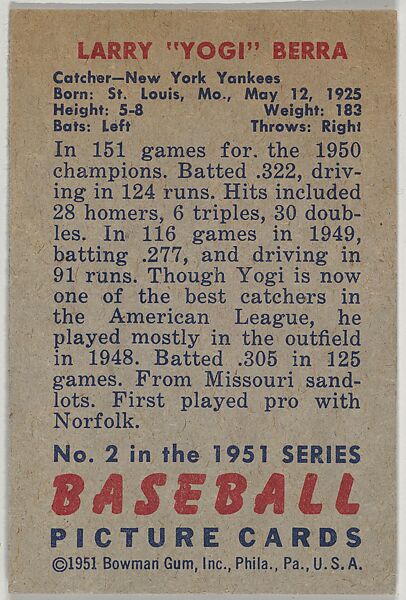 LARRY "YOGI" BERRA
Catcher—New York Yankees
Born: St. Louis, Mo., May 12, 1925
Height: 5-8 Weight: 183
Bats: Left Throws: Right
In 151 games for. the 1950
champions. Batted .322, driv-
ing in 124 runs. Hits included
28 homers, 6 triples, 30 doub-
les. In 116 games in 1949,
batting .277, and driving in
91 runs. Though Yogi is now
one of the best catchers in
the American League, he
played mostly in the outfield
in 1948. Batted .305 in 125
games. From Missouri sand-
lots. First played pro with
Norfolk.
No. 2 in the 1951 SERIES
BASEBALL
PICTURE CARDS
©1951 Bowman Gum, Inc., Phila., Pa., U.S.A.